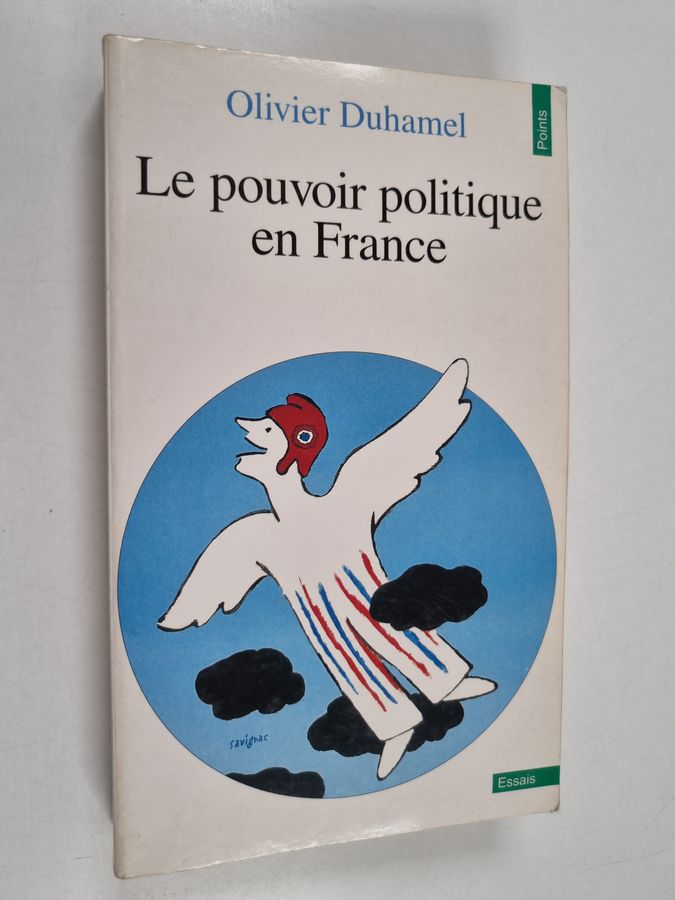 Olivier Duhamel
Points
Le pouvoir politique
en France
savignac
Essais